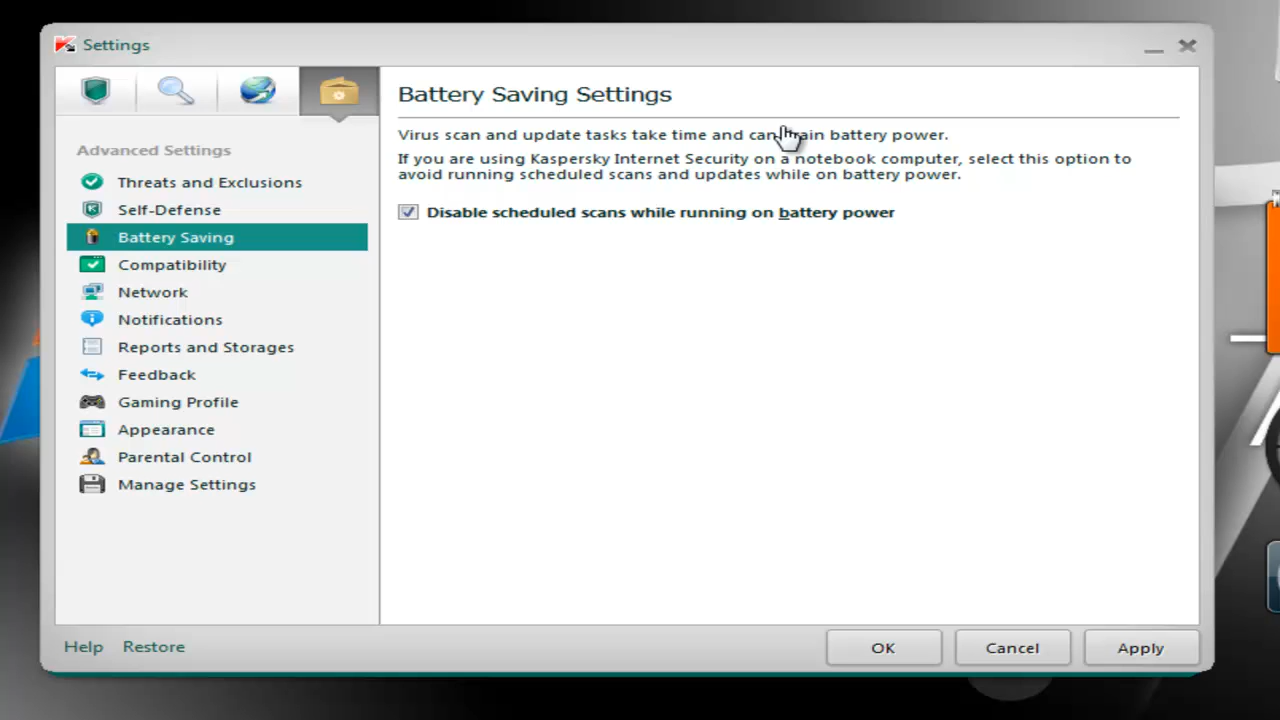 Settings
Battery Saving Settings
Virus scan and update tasks take time and can drain battery power.
If you are using Kaspersky Internet Security on a notebook computer, select this option to
avoid running scheduled scans and updates while on battery power.
Disable scheduled scans while running on battery power
Advanced Settings
Threats and Exclusions
Self-Defense
Battery Saving
Compatibility
Network
Notifications
Reports and Storages
Feedback
Gaming Profile
Appearance
Parental Control
Manage Settings
Help Restore
OK Cancel Apply